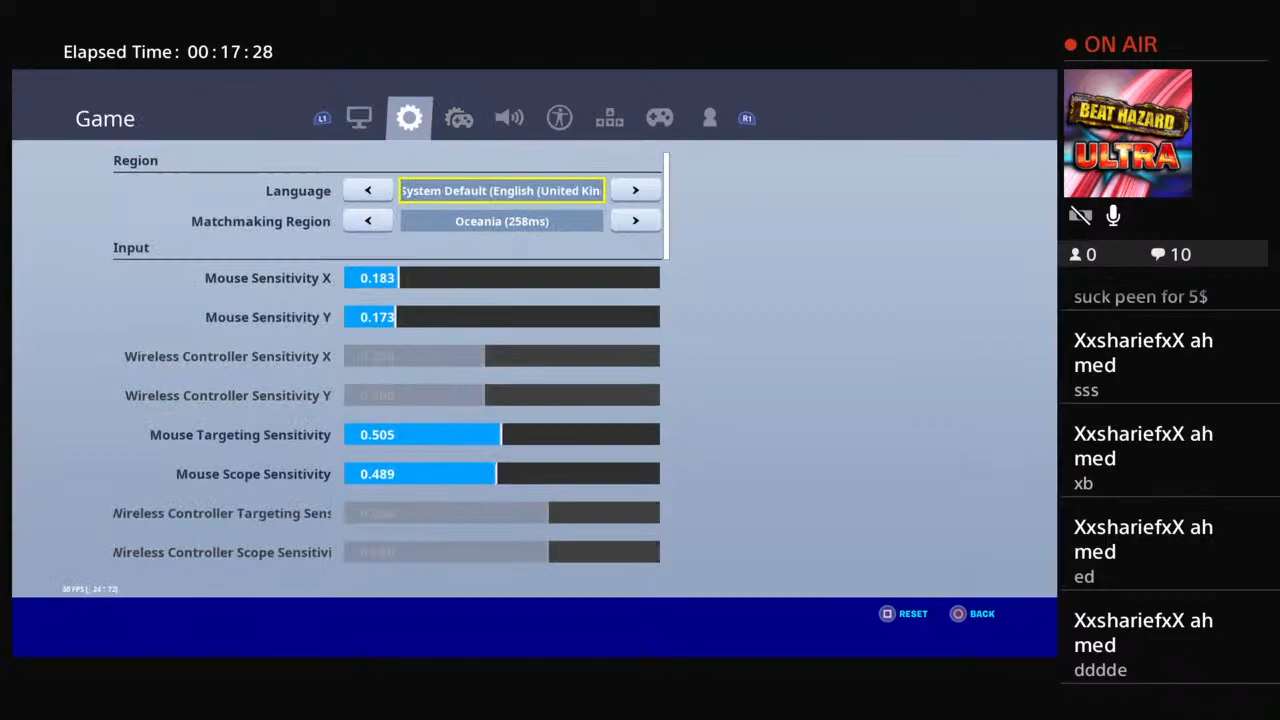 Elapsed Time: 00:17:28
ON AIR
BEAT HAZARD
ULTRA
Game
L1
R1
0
10
Region
Language
System Default (English (United Kin
Matchmaking Region
Oceania (258ms)
Input
Mouse Sensitivity X
0.183
Mouse Sensitivity Y
0.173
Wireless Controller Sensitivity X
Wireless Controller Sensitivity Y
Mouse Targeting Sensitivity
0.505
Mouse Scope Sensitivity
0.489
Wireless Controller Targeting Sens
Wireless Controller Scope Sensitivi
RESET
BACK
suck peen for 5$
XxshariefxX ah
med
sss
XxshariefxX ah
med
xb
XxshariefxX ah
med
ed
XxshariefxX ah
med
dddde